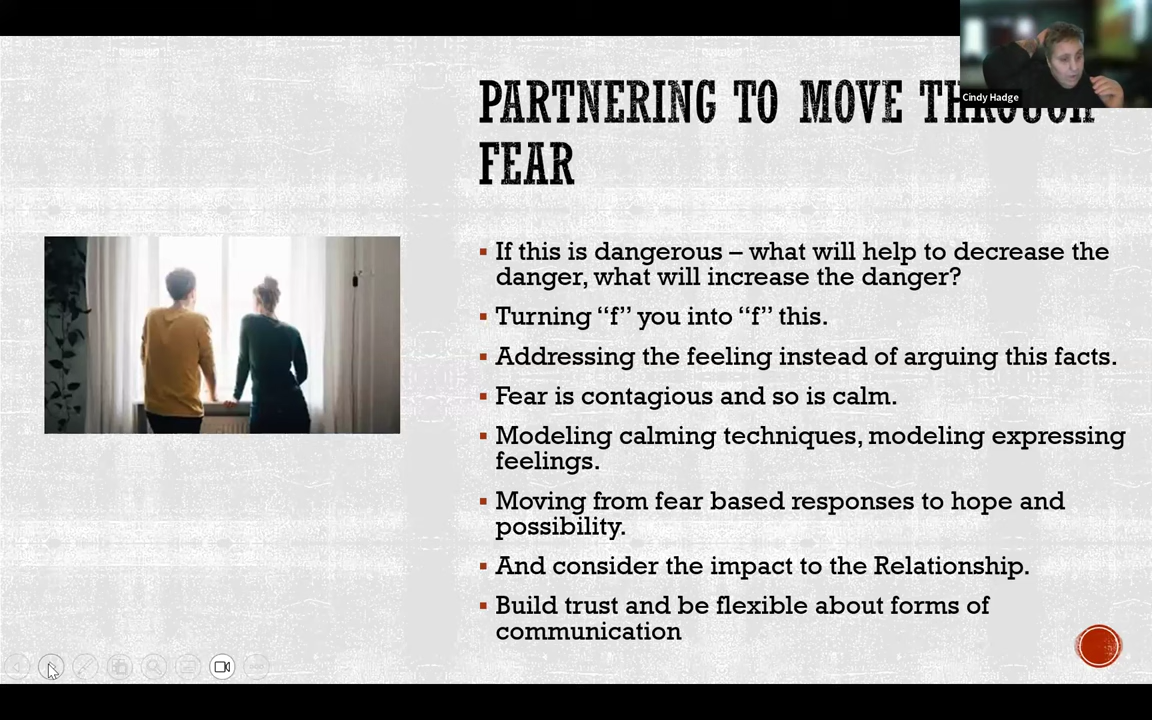 Cindy Hadge
PARTNERING TO MOVE THROUGH
FEAR
▪ If this is dangerous – what will help to decrease the
danger, what will increase the danger?
▪ Turning “f” you into “f” this.
▪ Addressing the feeling instead of arguing this facts.
▪ Fear is contagious and so is calm.
▪ Modeling calming techniques, modeling expressing
feelings.
▪ Moving from fear based responses to hope and
possibility.
▪ And consider the impact to the Relationship.
▪ Build trust and be flexible about forms of
communication